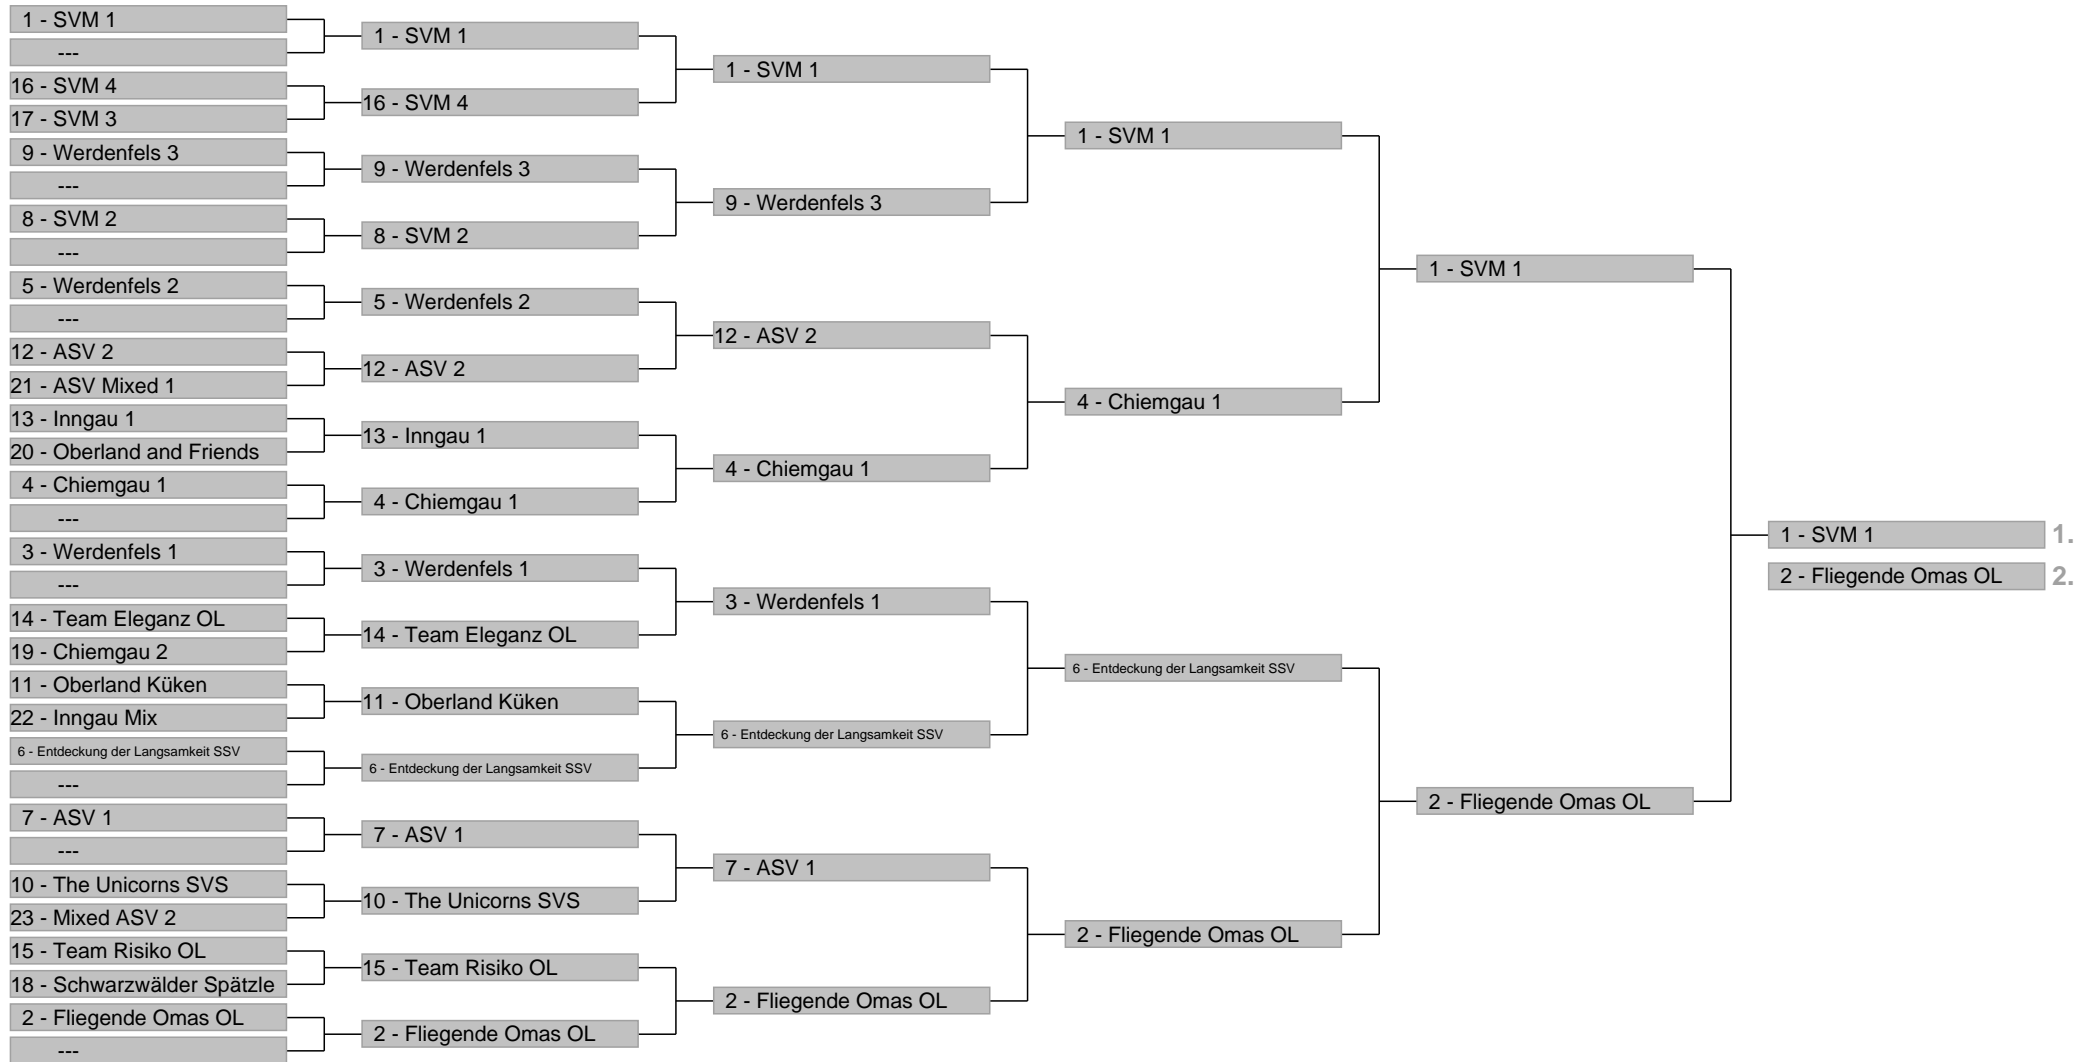 1 - SVM 1
---
16 - SVM 4
17 - SVM 3
9 - Werdenfels 3
---
8 - SVM 2
---
5 - Werdenfels 2
---
12 - ASV 2
21 - ASV Mixed 1
13 - Inngau 1
20 - Oberland and Friends
4 - Chiemgau 1
---
3 - Werdenfels 1
---
14 - Team Eleganz OL
19 - Chiemgau 2
11 - Oberland Küken
22 - Inngau Mix
6 - Entdeckung der Langsamkeit SSV
---
7 - ASV 1
---
10 - The Unicorns SVS
23 - Mixed ASV 2
15 - Team Risiko OL
18 - Schwarzwälder Spätzle
2 - Fliegende Omas OL
---
1 - SVM 1
16 - SVM 4
9 - Werdenfels 3
8 - SVM 2
5 - Werdenfels 2
12 - ASV 2
13 - Inngau 1
4 - Chiemgau 1
3 - Werdenfels 1
14 - Team Eleganz OL
11 - Oberland Küken
6 - Entdeckung der Langsamkeit SSV
7 - ASV 1
10 - The Unicorns SVS
15 - Team Risiko OL
2 - Fliegende Omas OL
1 - SVM 1
9 - Werdenfels 3
12 - ASV 2
4 - Chiemgau 1
3 - Werdenfels 1
6 - Entdeckung der Langsamkeit SSV
7 - ASV 1
2 - Fliegende Omas OL
1 - SVM 1
4 - Chiemgau 1
6 - Entdeckung der Langsamkeit SSV
2 - Fliegende Omas OL
1 - SVM 1
2 - Fliegende Omas OL
1 - SVM 1 1.
2 - Fliegende Omas OL 2.